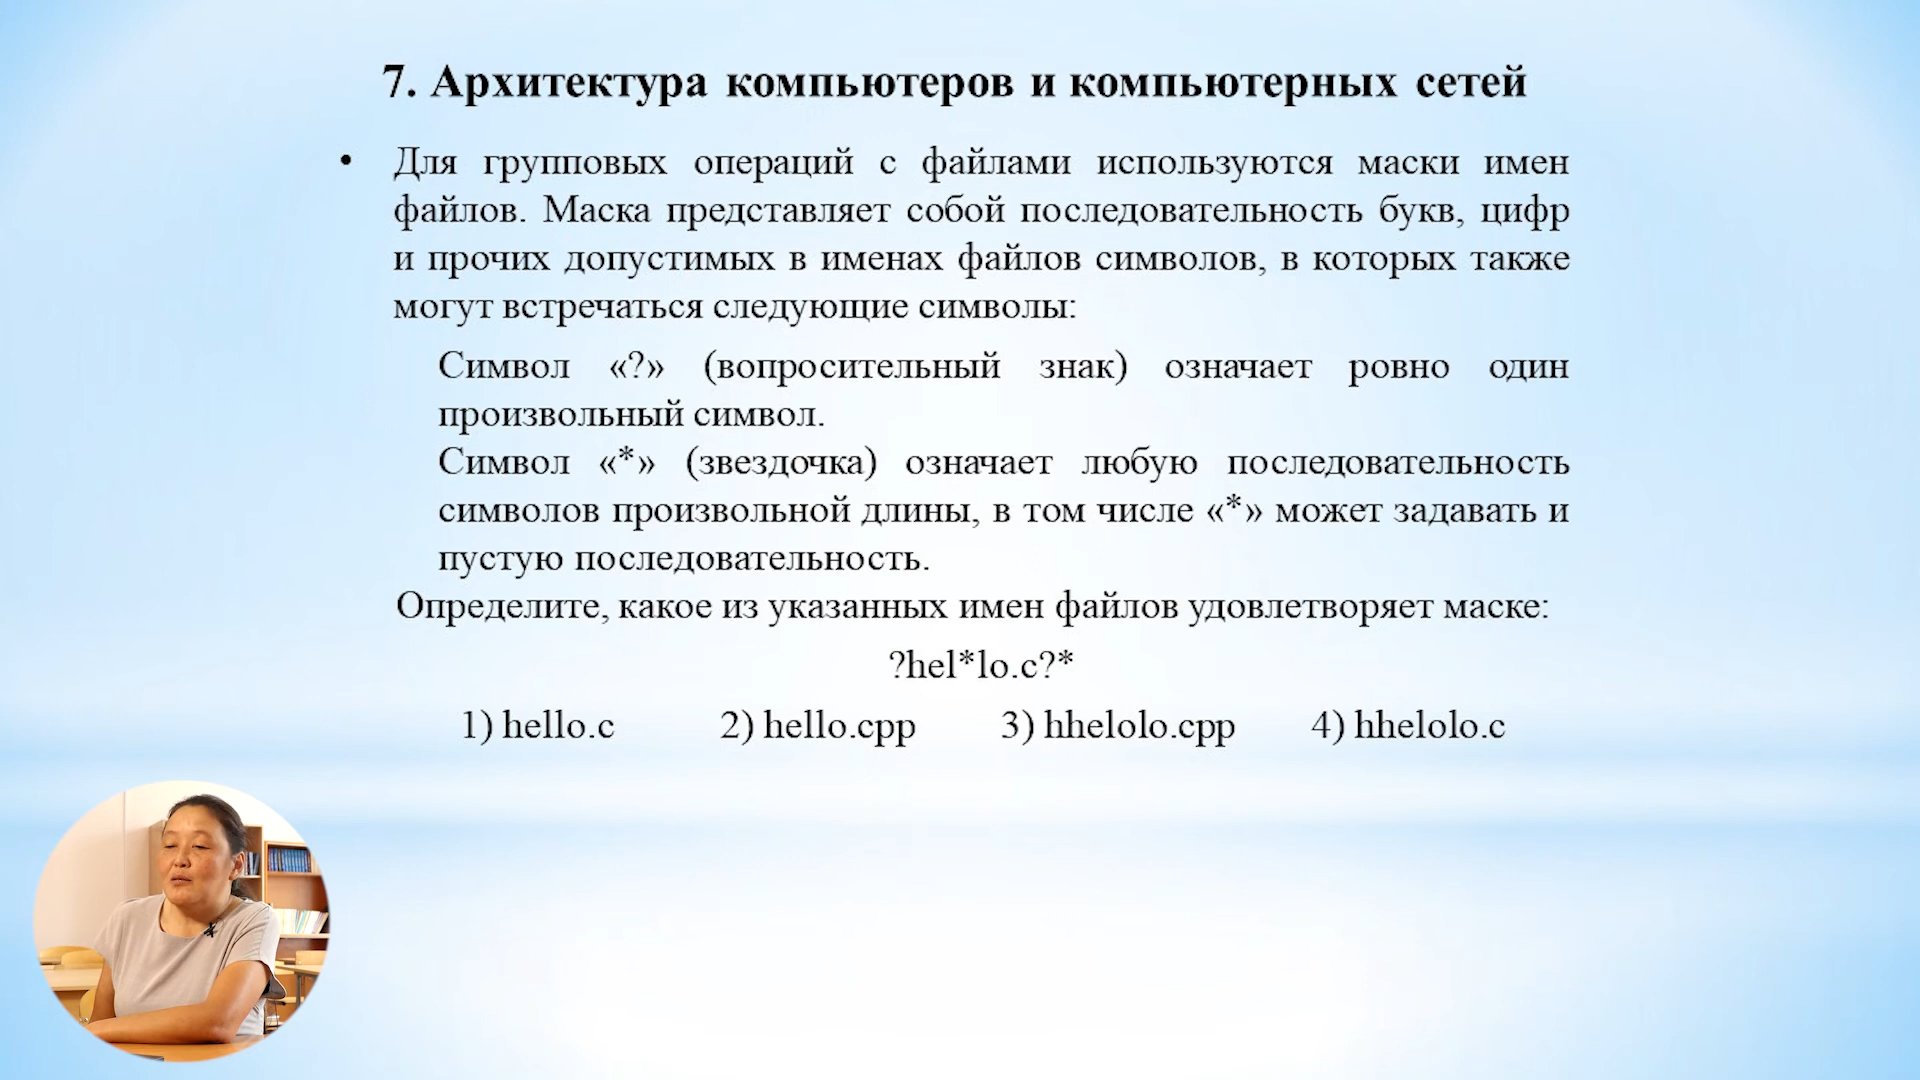 7. Архитектура компьютеров и компьютерных сетей
• Для групповых операций с файлами используются маски имен
файлов. Маска представляет собой последовательность букв, цифр
и прочих допустимых в именах файлов символов, в которых также
могут встречаться следующие символы:
Символ «?» (вопросительный знак) означает ровно один
произвольный символ.
Символ «*» (звездочка) означает любую последовательность
символов произвольной длины, в том числе «*» может задавать и
пустую последовательность.
Определите, какое из указанных имен файлов удовлетворяет маске:
?hel*lo.c?*
1) hello.c 2) hello.cpp 3) hhelolo.cpp 4) hhelolo.c